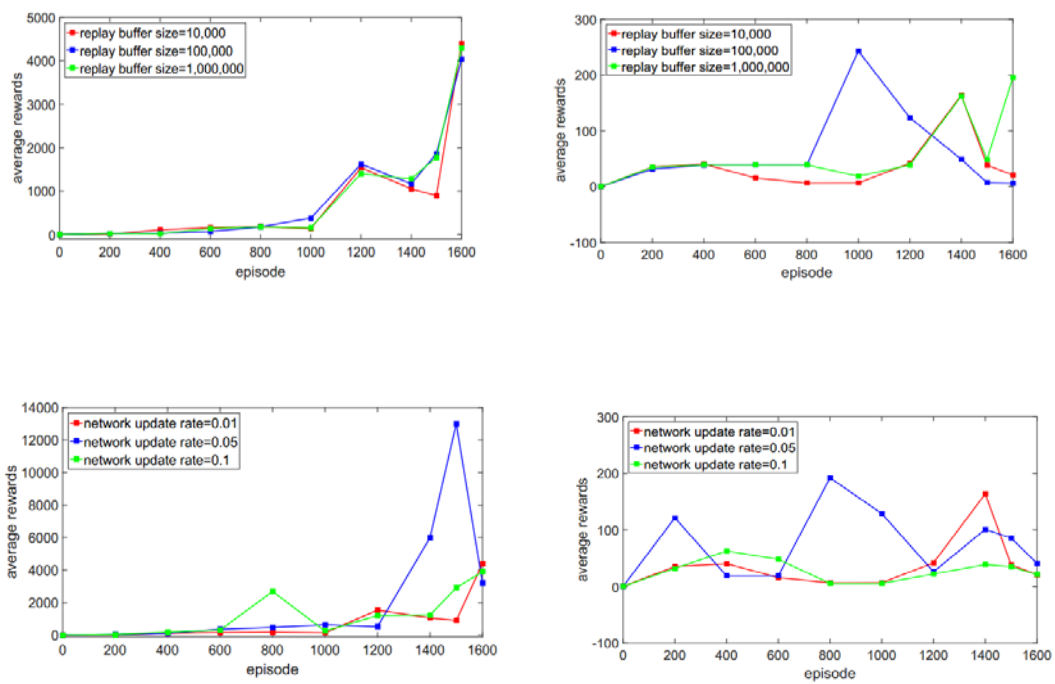 5000
4000
3000
2000
1000
0
average rewards
replay buffer size=10,000
replay buffer size=100,000
replay buffer size=1,000,000
0 200 400 600 800 1000 1200 1400 1600
episode
300
200
100
0
-100
average rewards
replay buffer size=10,000
replay buffer size=100,000
replay buffer size=1,000,000
0 200 400 600 800 1000 1200 1400 1600
episode
14000
12000
10000
8000
6000
4000
2000
0
average rewards
network update rate=0.01
network update rate=0.05
network update rate=0.1
0 200 400 600 800 1000 1200 1400 1600
episode
300
200
100
0
-100
average rewards
network update rate=0.01
network update rate=0.05
network update rate=0.1
0 200 400 600 800 1000 1200 1400 1600
episode